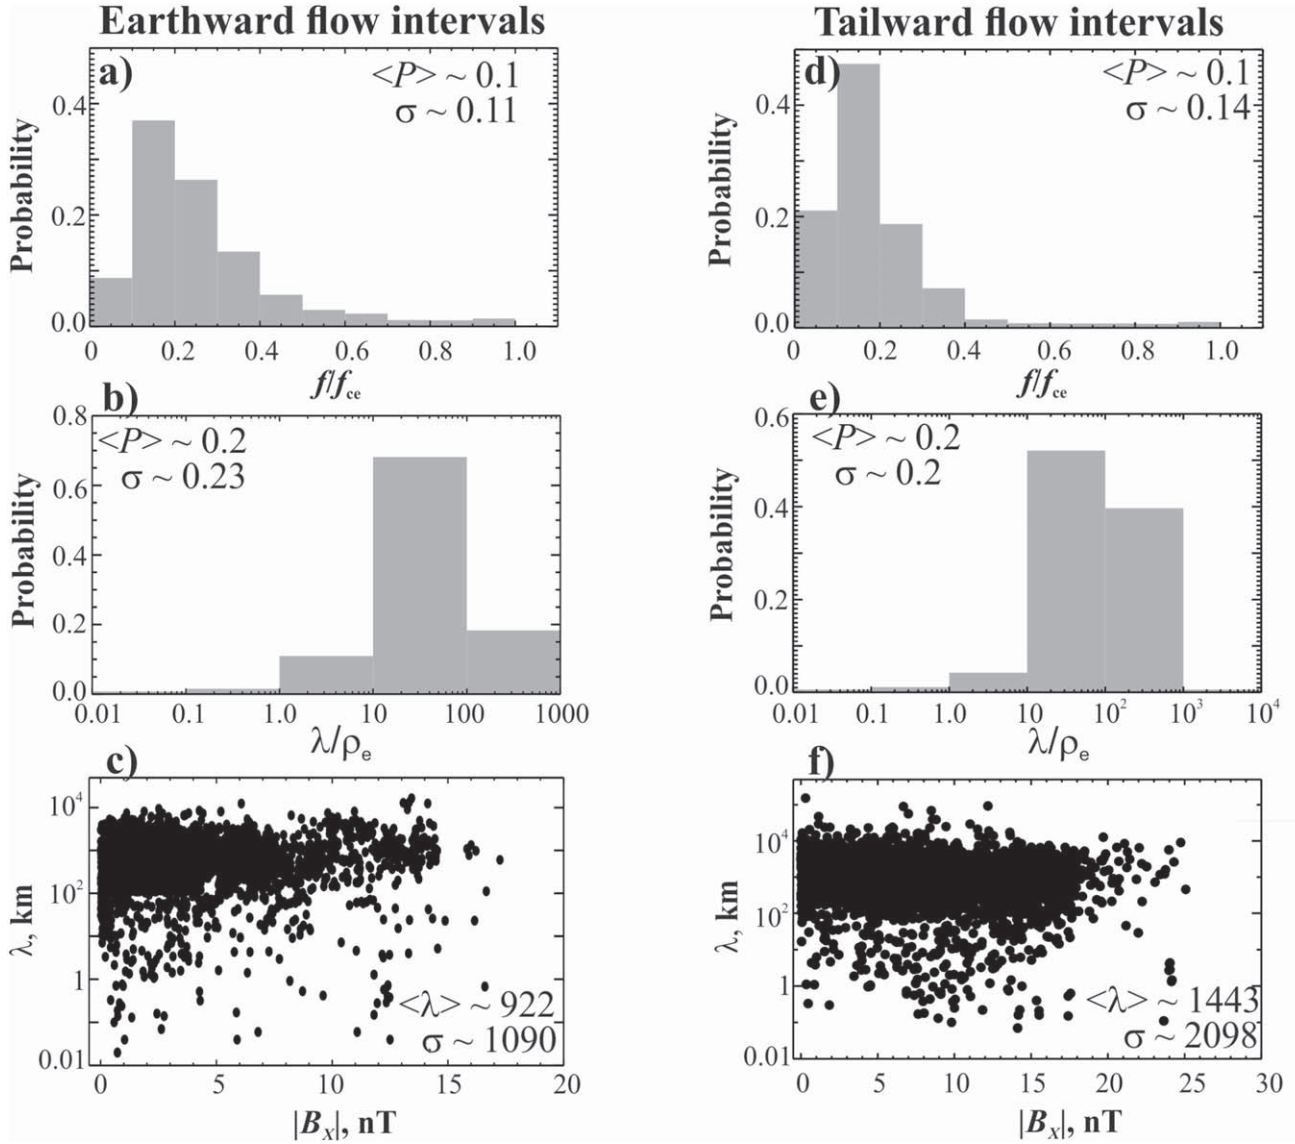 Earthward flow intervals
a)
<P> ~ 0.1
σ ~ 0.11
Probability
0.4
0.2
0.0
0 0.2 0.4 0.6 0.8 1.0
f/fce
b)
<P> ~ 0.2
σ ~ 0.23
Probability
0.8
0.6
0.4
0.2
0.0
0.01 0.1 1.0 10 100 1000
λ/ρe
c)
λ, km
10⁴
10²
1
0.01
<λ> ~ 922
σ ~ 1090
0 5 10 15 20
|BX|, nT
Tailward flow intervals
d)
<P> ~ 0.1
σ ~ 0.14
Probability
0.4
0.2
0.0
0 0.2 0.4 0.6 0.8 1.0
f/fce
e)
<P> ~ 0.2
σ ~ 0.2
Probability
0.6
0.4
0.2
0.0
0.01 0.1 1.0 10 10² 10³ 10⁴
λ/ρe
f)
λ, km
10⁴
10²
1
0.01
<λ> ~ 1443
σ ~ 2098
0 5 10 15 20 25 30
|BX|, nT